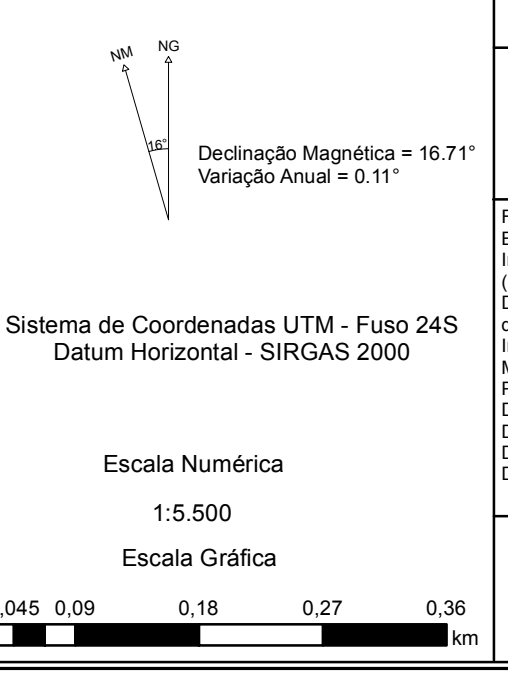 NM NG
16°
Declinação Magnética = 16.71°
Variação Anual = 0.11°
Sistema de Coordenadas UTM - Fuso 24S
Datum Horizontal - SIRGAS 2000
Escala Numérica
1:5.500
Escala Gráfica
,045 0,09 0,18 0,27 0,36
km